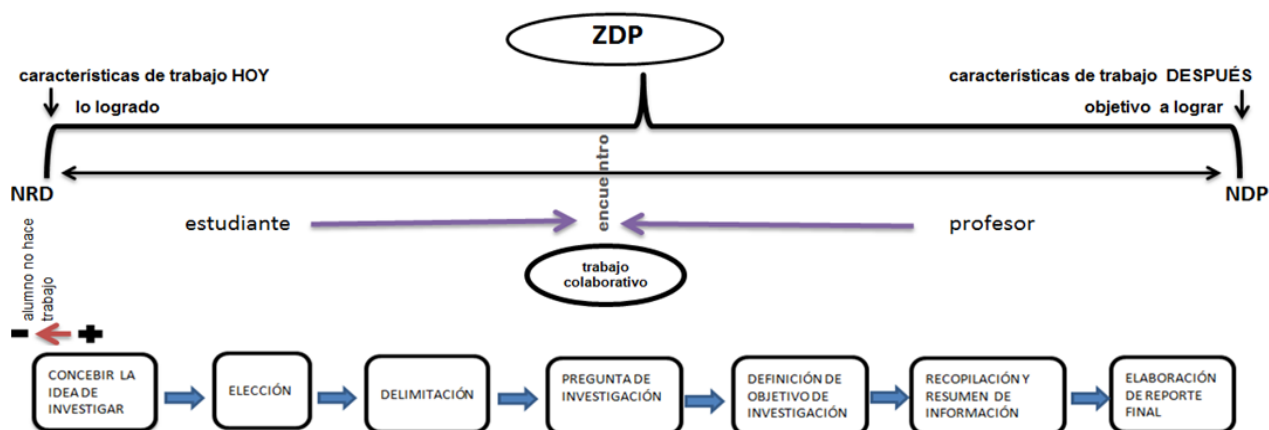 ZDP
características de trabajo HOY
lo logrado
características de trabajo DESPUÉS
objetivo a lograr
NRD
NDP
encuentro
estudiante
profesor
trabajo
colaborativo
alumno no hace
trabajo
- +
CONCEBIR LA
IDEA DE
INVESTIGAR
ELECCIÓN
DELIMITACIÓN
PREGUNTA DE
INVESTIGACIÓN
DEFINICIÓN DE
OBJETIVO DE
INVESTIGACIÓN
RECOPILACIÓN Y
RESUMEN DE
INFORMACIÓN
ELABORACIÓN
DE REPORTE
FINAL